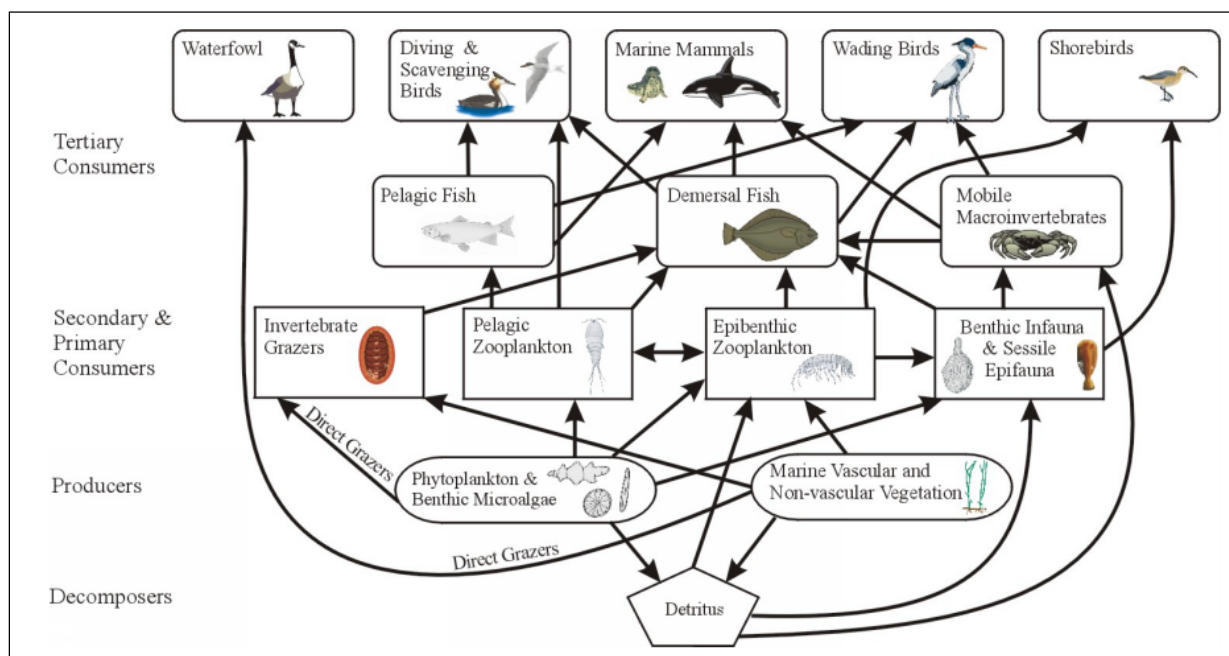 Waterfowl
Diving &
Scavenging
Birds
Marine Mammals
Wading Birds
Shorebirds
Tertiary
Consumers
Pelagic Fish
Demersal Fish
Mobile
Macroinvertebrates
Secondary &
Primary
Consumers
Invertebrate
Grazers
Pelagic
Zooplankton
Epibenthic
Zooplankton
Benthic Infauna
& Sessile
Epifauna
Direct Grazers
Producers
Phytoplankton &
Benthic Microalgae
Marine Vascular and
Non-vascular Vegetation
Direct Grazers
Decomposers
Detritus